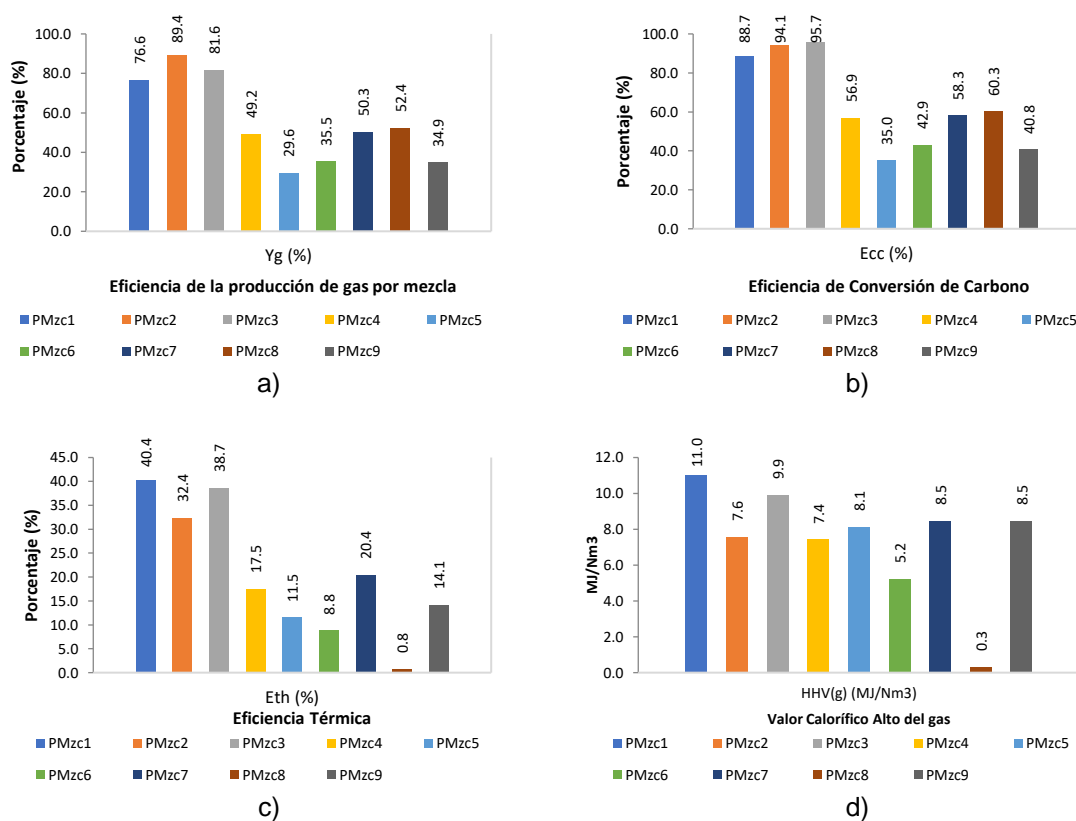 76.6
89.4
81.6
49.2
29.6
35.5
50.3
52.4
34.9
100.0
80.0
60.0
40.0
20.0
0.0
Porcentaje (%)
Yg (%)
Eficiencia de la producción de gas por mezcla
PMzc1 PMzc2 PMzc3 PMzc4 PMzc5
PMzc6 PMzc7 PMzc8 PMzc9
a)
88.7
94.1
95.7
56.9
35.0
42.9
58.3
60.3
40.8
100.0
80.0
60.0
40.0
20.0
0.0
Porcentaje (%)
Ecc (%)
Eficiencia de Conversión de Carbono
PMzc1 PMzc2 PMzc3 PMzc4 PMzc5
PMzc6 PMzc7 PMzc8 PMzc9
b)
40.4
32.4
38.7
17.5
11.5
8.8
20.4
0.8
14.1
45.0
40.0
35.0
30.0
25.0
20.0
15.0
10.0
5.0
0.0
Porcentaje (%)
Eth (%)
Eficiencia Térmica
PMzc1 PMzc2 PMzc3 PMzc4 PMzc5
PMzc6 PMzc7 PMzc8 PMzc9
c)
11.0
7.6
9.9
7.4
8.1
5.2
8.5
0.3
8.5
12.0
10.0
8.0
6.0
4.0
2.0
0.0
MJ/Nm3
HHV(g) (MJ/Nm3)
Valor Calorífico Alto del gas
PMzc1 PMzc2 PMzc3 PMzc4 PMzc5
PMzc6 PMzc7 PMzc8 PMzc9
d)